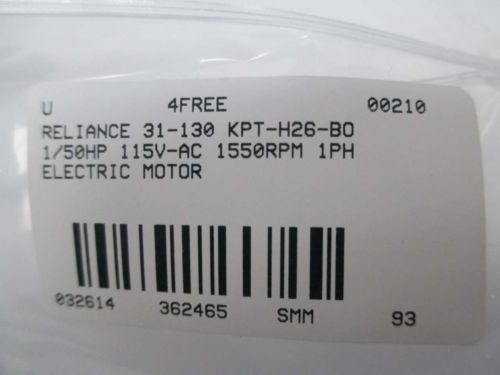 U 4FREE 00210
RELIANCE 31-130 KPT-H26-BO
1/50HP 115V-AC 1550RPM 1PH
ELECTRIC MOTOR
032614 362465 SMM 93